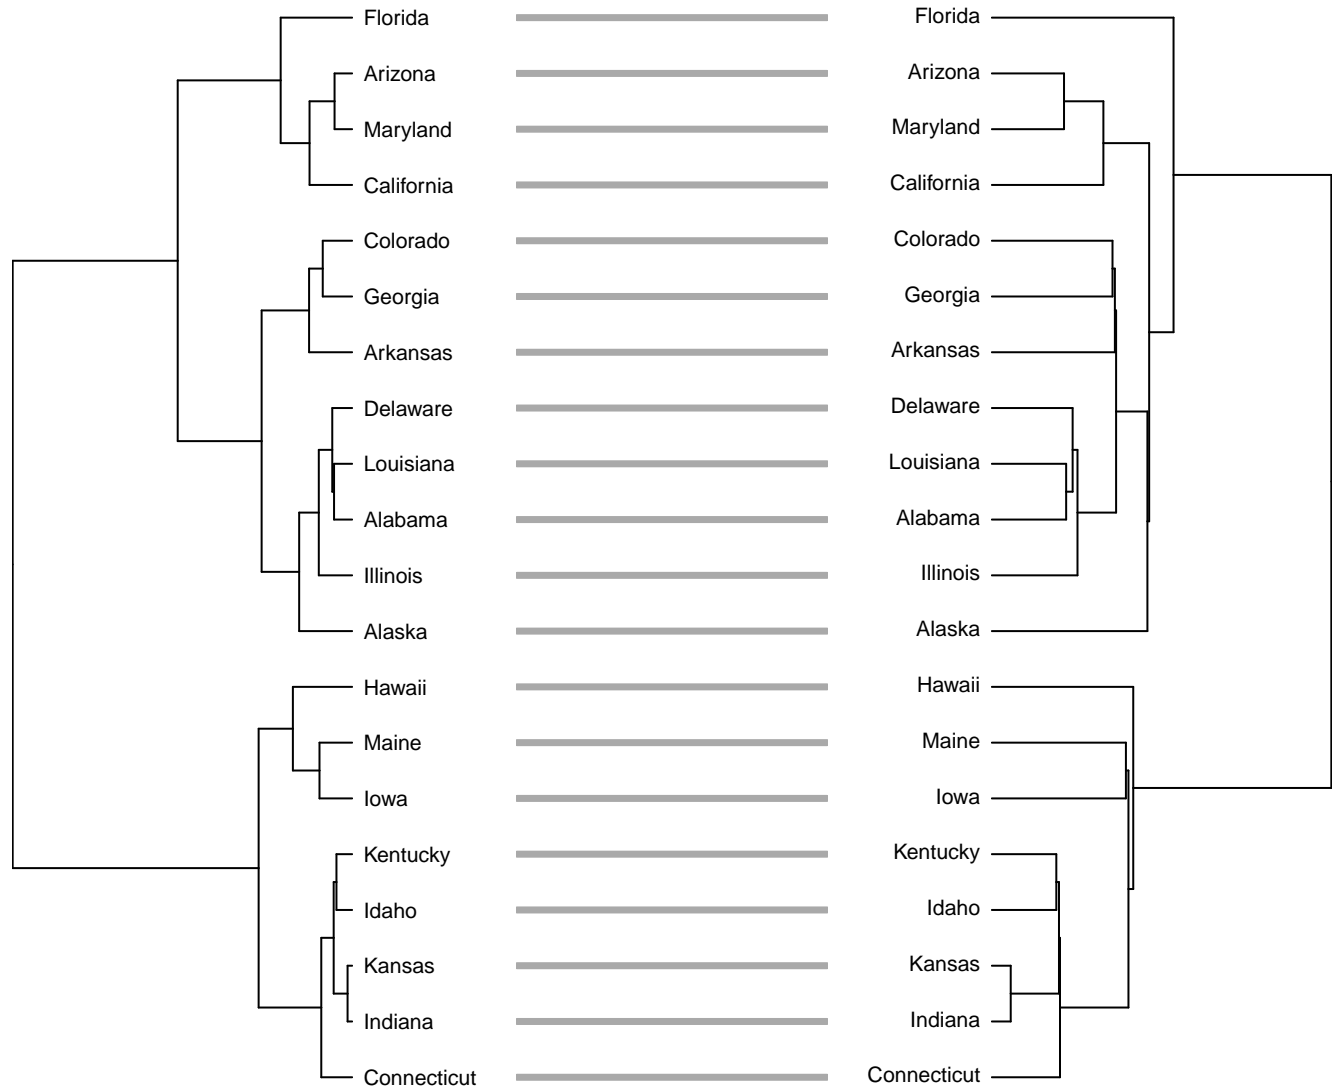 Florida Florida
Arizona Arizona
Maryland Maryland
California California
Colorado Colorado
Georgia Georgia
Arkansas Arkansas
Delaware Delaware
Louisiana Louisiana
Alabama Alabama
Illinois Illinois
Alaska Alaska
Hawaii Hawaii
Maine Maine
Iowa Iowa
Kentucky Kentucky
Idaho Idaho
Kansas Kansas
Indiana Indiana
Connecticut Connecticut